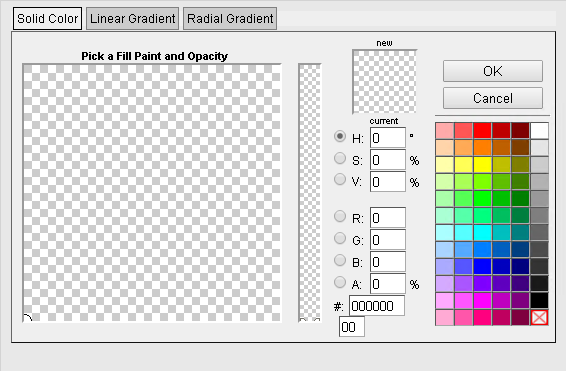 Solid Color Linear Gradient Radial Gradient
Pick a Fill Paint and Opacity
new
OK
Cancel
current
H: 0 °
S: 0 %
V: 0 %
R: 0
G: 0
B: 0
A: 0 %
#: 000000
00